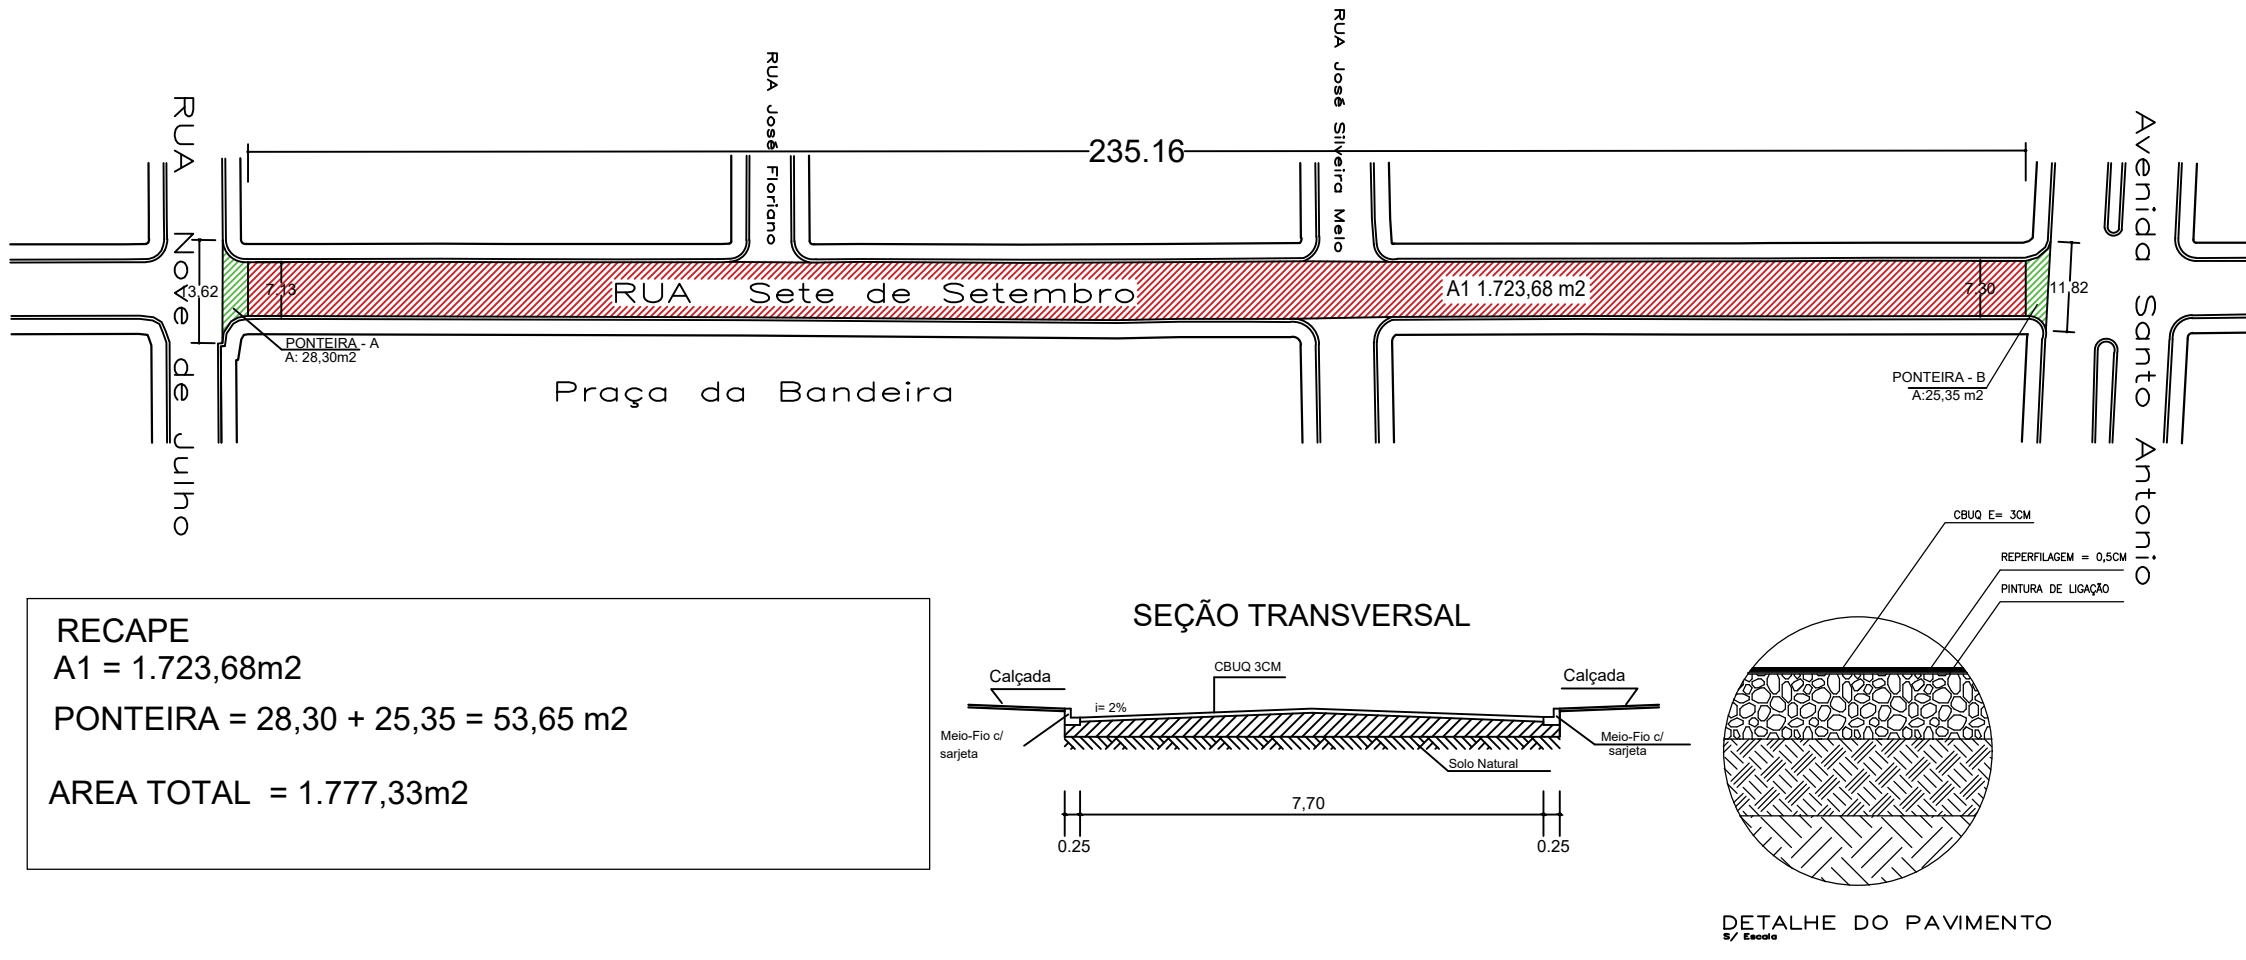 RUA Nove de Julho
RUA José Floriano
RUA José Silveira Melo
Avenida Santo Antonio
235.16
13.62
7.13
RUA Sete de Setembro
A1 1.723,68 m2
7.30
11.82
PONTEIRA - A
A: 28,30m2
Praça da Bandeira
PONTEIRA - B
A:25,35 m2
RECAPE
A1 = 1.723,68m2
PONTEIRA = 28,30 + 25,35 = 53,65 m2
AREA TOTAL = 1.777,33m2
SEÇÃO TRANSVERSAL
Calçada
CBUQ 3CM
Calçada
i= 2%
Meio-Fio c/
sarjeta
Meio-Fio c/
sarjeta
Solo Natural
7,70
0.25
0.25
CBUQ E= 3CM
REPERFILAGEM = 0,5CM
PINTURA DE LIGAÇÃO
DETALHE DO PAVIMENTO
S/ Escala